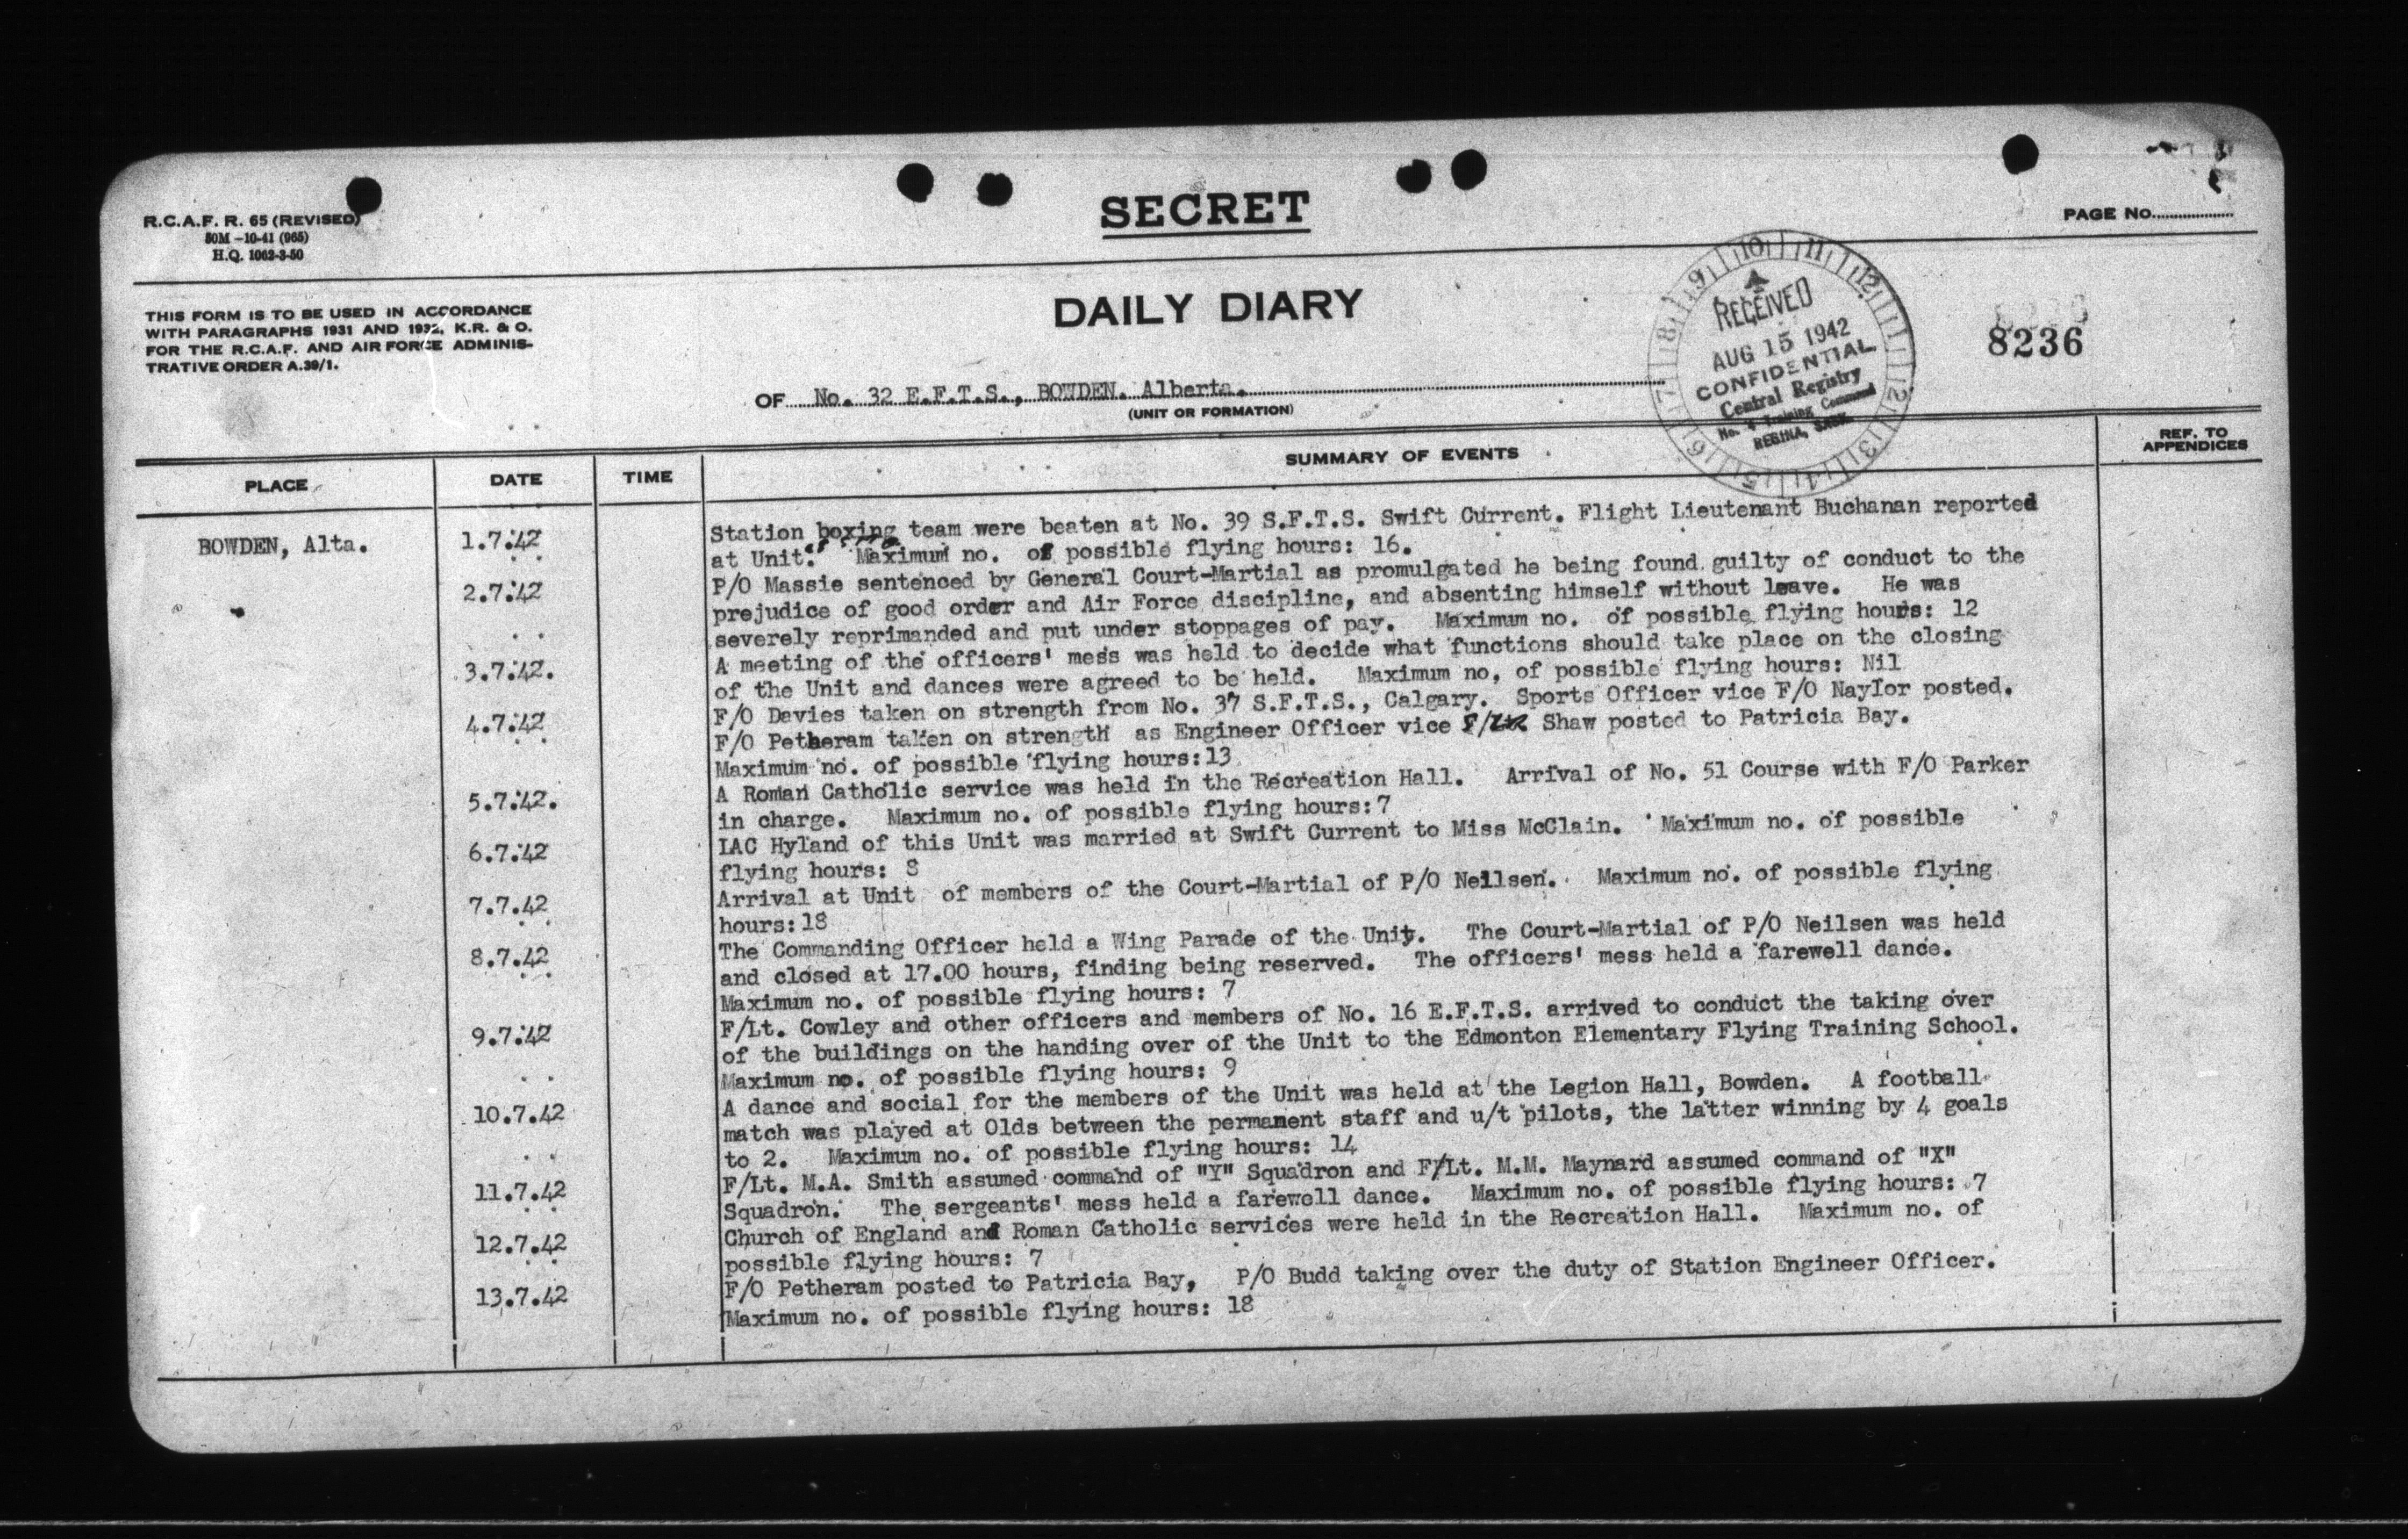 R.C.A.F. R. 65 (REVISED)
50M –10-41 (965)
H.Q. 1062-3-50
SECRET
PAGE No.
THIS FORM IS TO BE USED IN ACCORDANCE
WITH PARAGRAPHS 1931 AND 1932, K.R. & O.
FOR THE R.C.A.F. AND AIR FORCE ADMINIS-
TRATIVE ORDER A.39/1.
DAILY DIARY
OF No. 32 E.F.T.S., BOWDEN. Alberta.
(UNIT OR FORMATION)
RECEIVED
AUG 15 1942
CONFIDENTIAL
Central Registry
No. 4 Training Command
REGINA, SASK.
8236
PLACE DATE TIME SUMMARY OF EVENTS REF. TO APPENDICES
BOWDEN, Alta. 1.7.42 Station boxing team were beaten at No. 39 S.F.T.S. Swift Current. Flight Lieutenant Buchanan reported
at Unit. Maximum no. of possible flying hours: 16.
2.7.42 P/O Massie sentenced by General Court-Martial as promulgated he being found guilty of conduct to the
prejudice of good order and Air Force discipline, and absenting himself without leave. He was
severely reprimanded and put under stoppages of pay. Maximum no. of possible flying hours: 12
3.7.42. A meeting of the officers' mess was held to decide what functions should take place on the closing
of the Unit and dances were agreed to be held. Maximum no. of possible flying hours: Nil
4.7.42 F/O Davies taken on strength from No. 37 S.F.T.S., Calgary. Sports Officer vice F/O Naylor posted.
F/O Petheram taken on strength as Engineer Officer vice Shaw posted to Patricia Bay.
Maximum no. of possible flying hours:13
5.7.42. A Roman Catholic service was held in the Recreation Hall. Arrival of No. 51 Course with F/O Parker
in charge. Maximum no. of possible flying hours:7
6.7.42 LAC Hyland of this Unit was married at Swift Current to Miss McClain. Maximum no. of possible
flying hours: 8
7.7.42 Arrival at Unit of members of the Court-Martial of P/O Neilsen. Maximum no. of possible flying
hours:18
8.7.42 The Commanding Officer held a Wing Parade of the Unit. The Court-Martial of P/O Neilsen was held
and closed at 17.00 hours, finding being reserved. The officers' mess held a farewell dance.
Maximum no. of possible flying hours: 7
9.7.42 F/Lt. Cowley and other officers and members of No. 16 E.F.T.S. arrived to conduct the taking over
of the buildings on the handing over of the Unit to the Edmonton Elementary Flying Training School.
Maximum no. of possible flying hours: 9
10.7.42 A dance and social for the members of the Unit was held at the Legion Hall, Bowden. A football
match was played at Olds between the permament staff and u/t pilots, the latter winning by 4 goals
to 2. Maximum no. of possible flying hours: 14
11.7.42 F/Lt. M.A. Smith assumed command of "Y" Squadron and F/Lt. M.M. Maynard assumed command of "X"
Squadron. The sergeants' mess held a farewell dance. Maximum no. of possible flying hours: 7
12.7.42 Church of England and Roman Catholic services were held in the Recreation Hall. Maximum no. of
possible flying hours: 7
13.7.42 F/O Petheram posted to Patricia Bay, P/O Budd taking over the duty of Station Engineer Officer.
Maximum no. of possible flying hours: 18